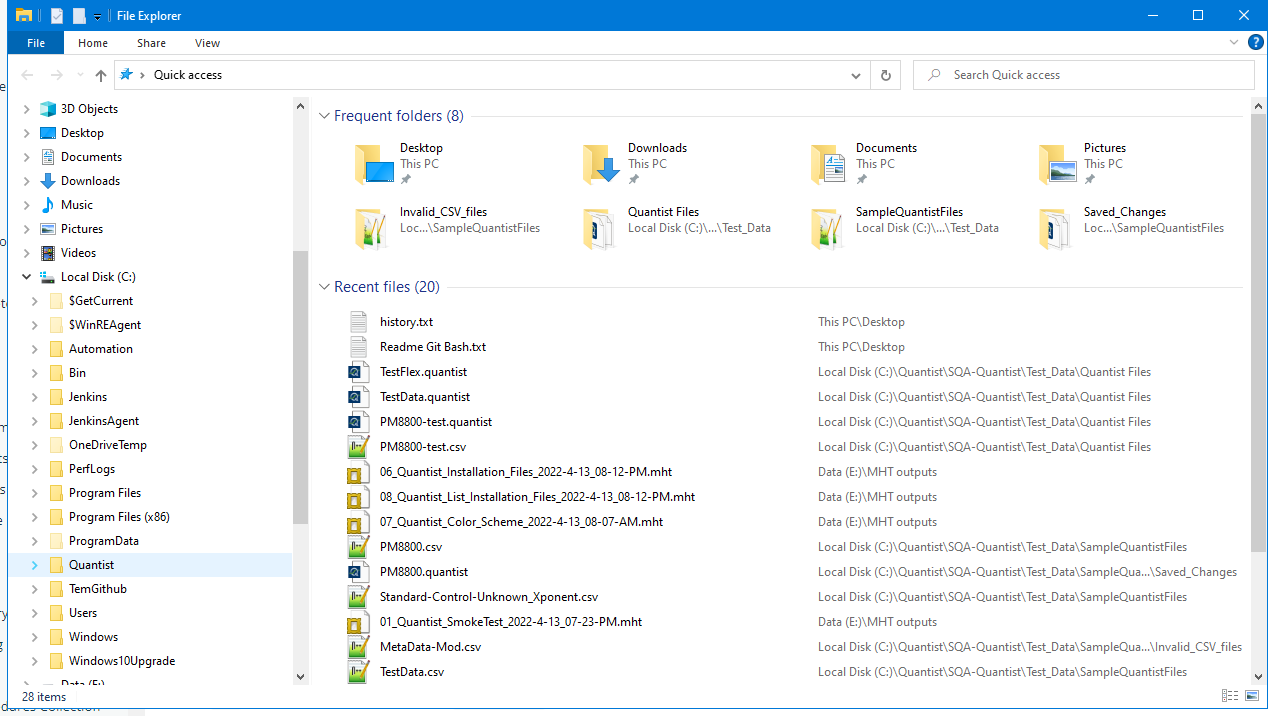 File Explorer
File Home Share View
Quick access
Search Quick access
3D Objects
Desktop
Documents
Downloads
Music
Pictures
Videos
Local Disk (C:)
$GetCurrent
$WinREAgent
Automation
Bin
Jenkins
JenkinsAgent
OneDriveTemp
PerfLogs
Program Files
Program Files (x86)
ProgramData
Quantist
TemGithub
Users
Windows
Windows10Upgrade
Data (E:)
Frequent folders (8)
Desktop
This PC
Downloads
This PC
Documents
This PC
Pictures
This PC
Invalid_CSV_files
Loc...\SampleQuantistFiles
Quantist Files
Local Disk (C:)\...\Test_Data
SampleQuantistFiles
Local Disk (C:)\...\Test_Data
Saved_Changes
Loc...\SampleQuantistFiles
Recent files (20)
history.txt This PC\Desktop
Readme Git Bash.txt This PC\Desktop
TestFlex.quantist Local Disk (C:)\Quantist\SQA-Quantist\Test_Data\Quantist Files
TestData.quantist Local Disk (C:)\Quantist\SQA-Quantist\Test_Data\Quantist Files
PM8800-test.quantist Local Disk (C:)\Quantist\SQA-Quantist\Test_Data\Quantist Files
PM8800-test.csv Local Disk (C:)\Quantist\SQA-Quantist\Test_Data\Quantist Files
06_Quantist_Installation_Files_2022-4-13_08-12-PM.mht Data (E:)\MHT outputs
08_Quantist_List_Installation_Files_2022-4-13_08-12-PM.mht Data (E:)\MHT outputs
07_Quantist_Color_Scheme_2022-4-13_08-07-AM.mht Data (E:)\MHT outputs
PM8800.csv Local Disk (C:)\Quantist\SQA-Quantist\Test_Data\SampleQuantistFiles
PM8800.quantist Local Disk (C:)\Quantist\SQA-Quantist\Test_Data\SampleQua...\Saved_Changes
Standard-Control-Unknown_Xponent.csv Local Disk (C:)\Quantist\SQA-Quantist\Test_Data\SampleQuantistFiles
01_Quantist_SmokeTest_2022-4-13_07-23-PM.mht Data (E:)\MHT outputs
MetaData-Mod.csv Local Disk (C:)\Quantist\SQA-Quantist\Test_Data\SampleQua...\Invalid_CSV_files
TestData.csv Local Disk (C:)\Quantist\SQA-Quantist\Test_Data\SampleQuantistFiles
28 items